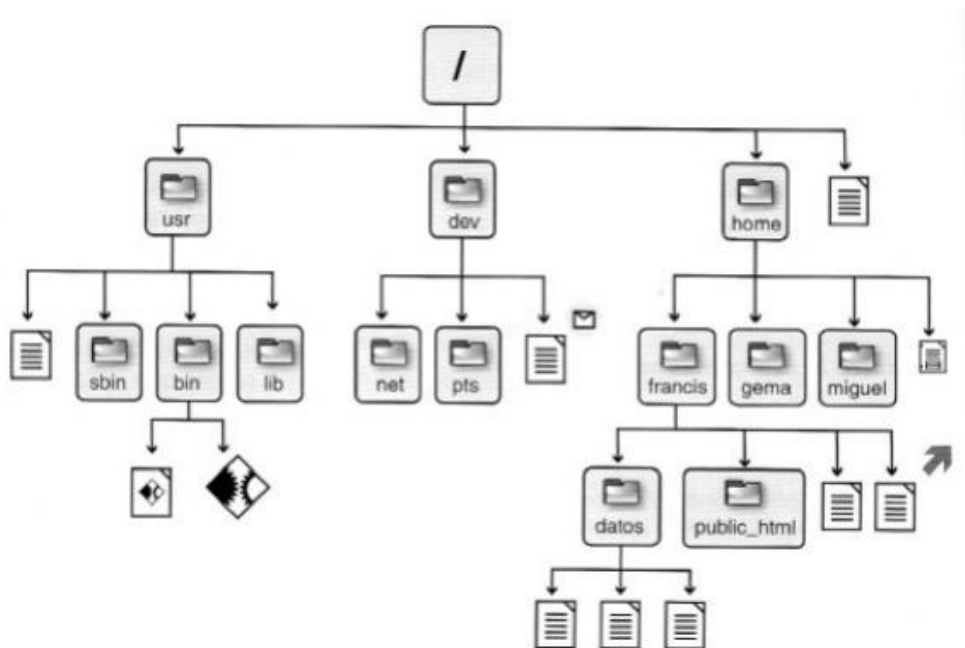 /
usr
dev
home
sbin
bin
lib
net
pts
francis
gema
miguel
datos
public_html